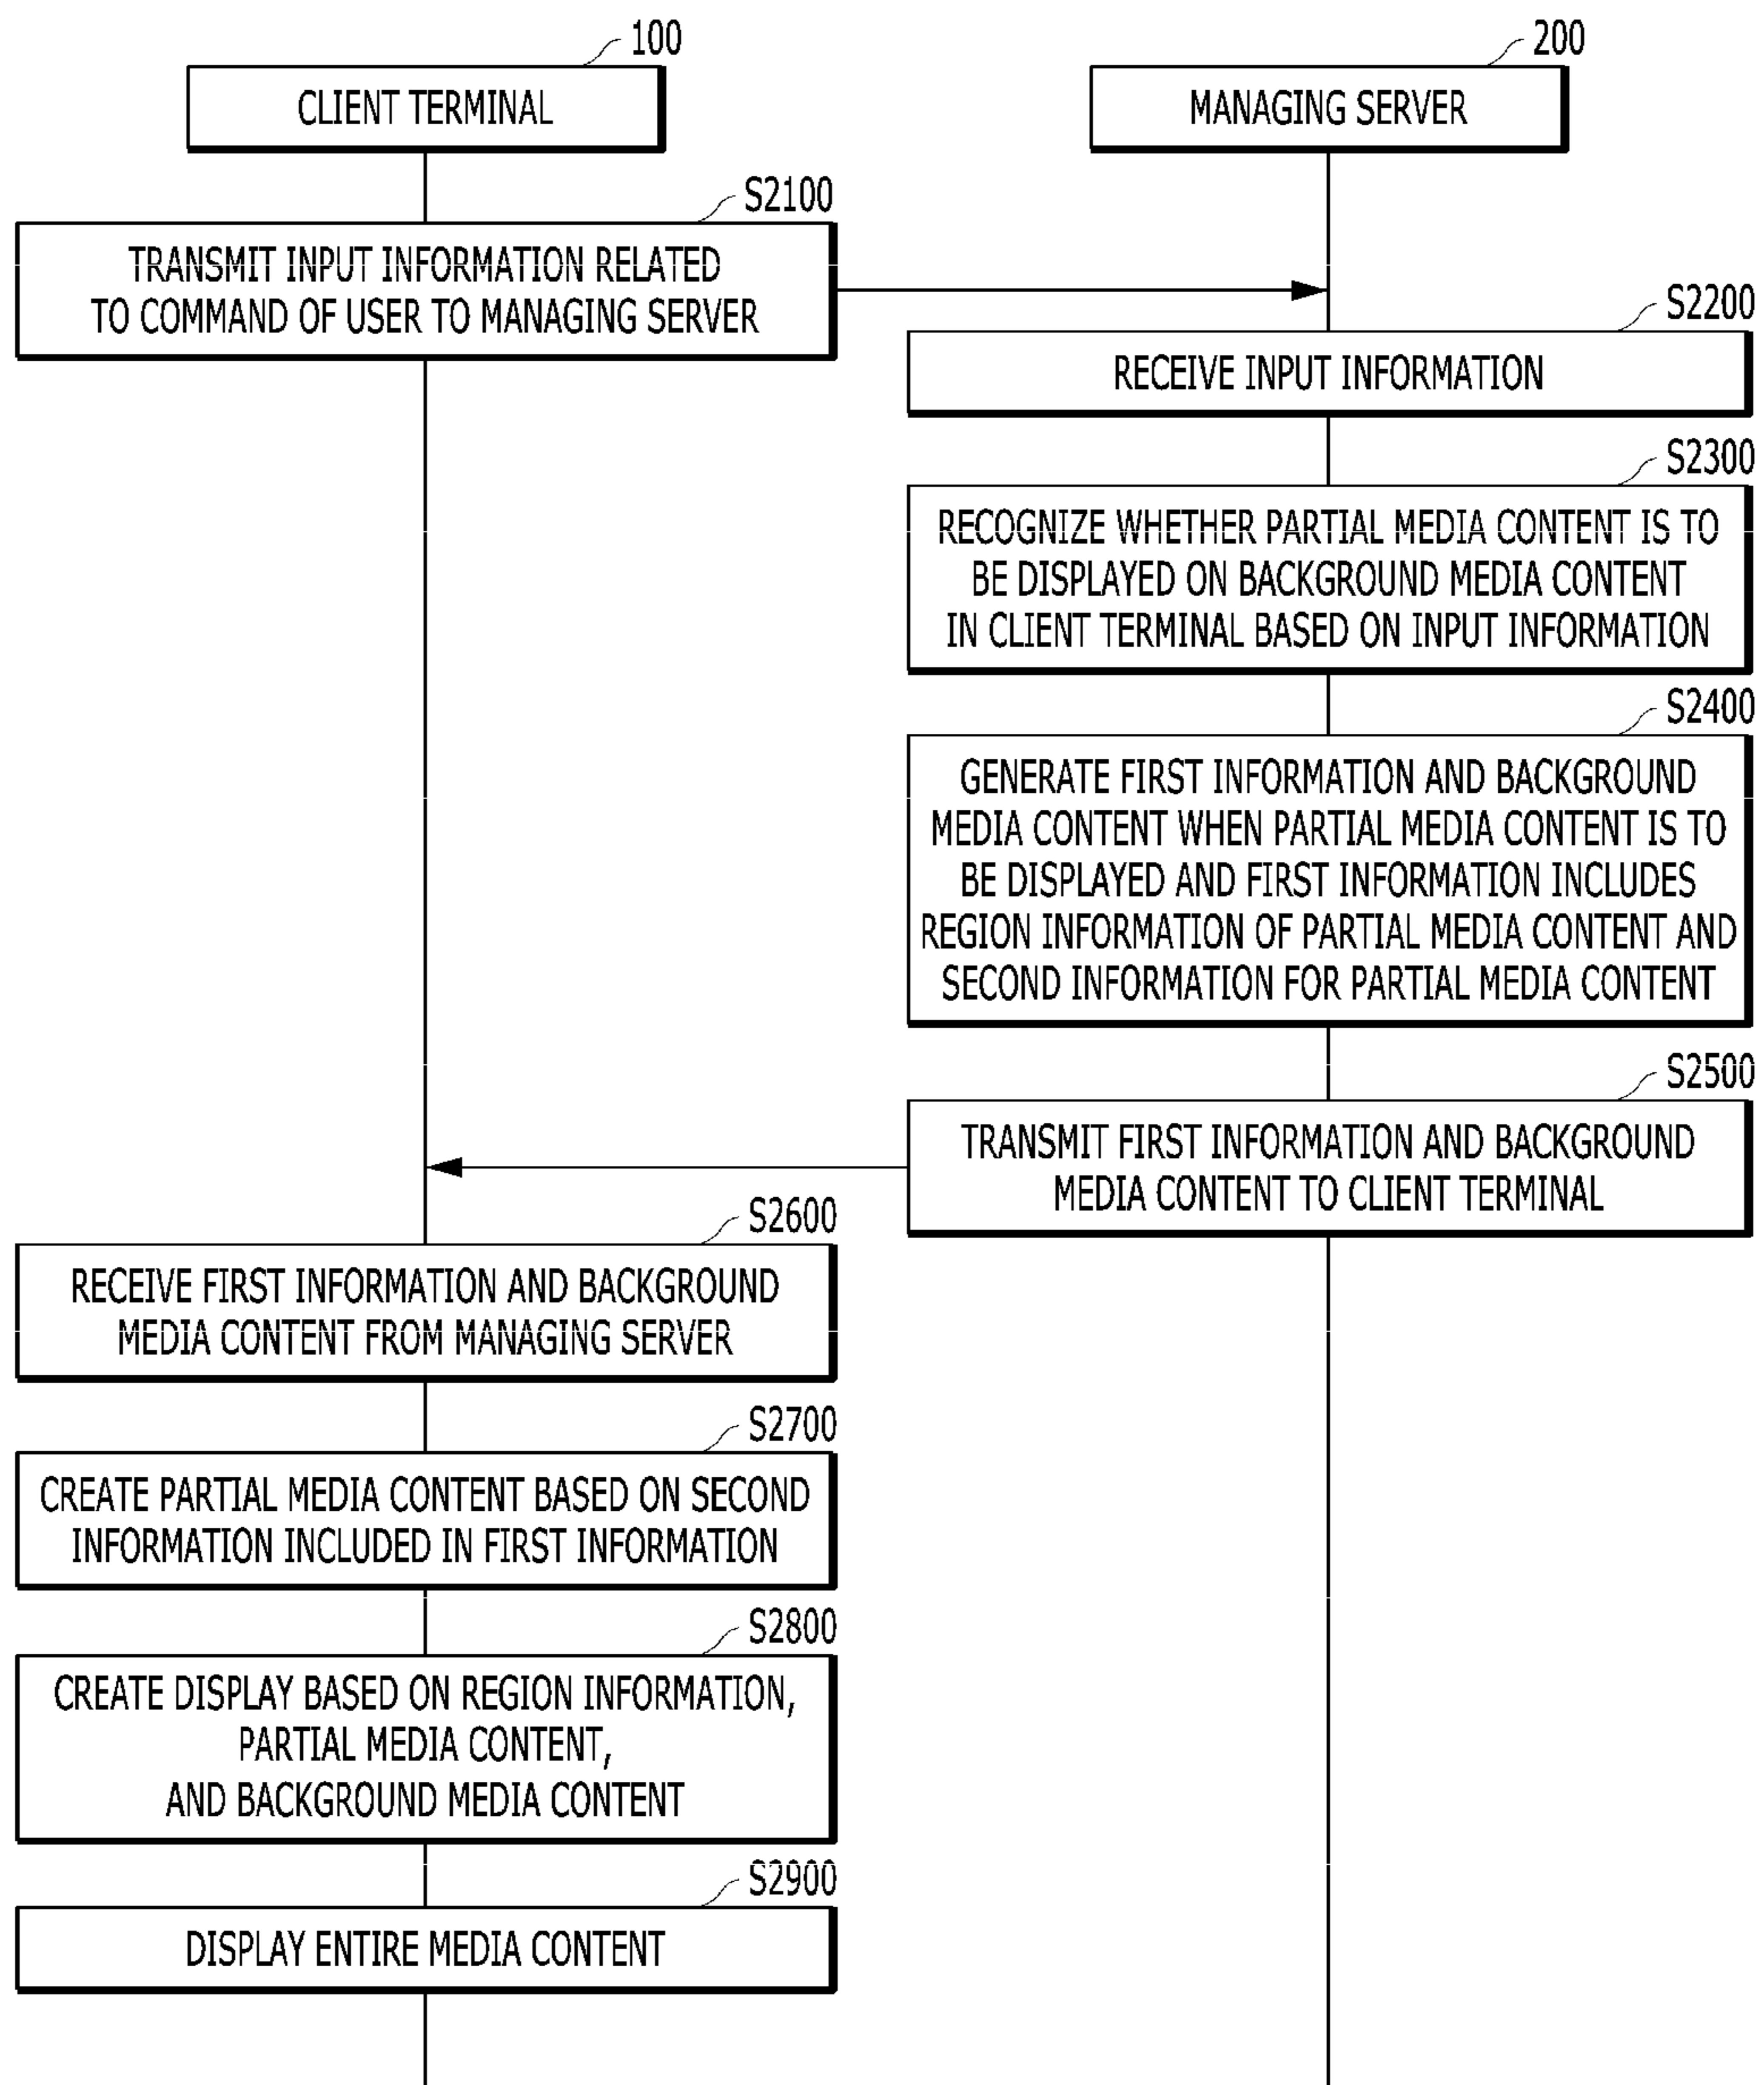 100
CLIENT TERMINAL
200
MANAGING SERVER
S2100
TRANSMIT INPUT INFORMATION RELATED
TO COMMAND OF USER TO MANAGING SERVER
S2200
RECEIVE INPUT INFORMATION
S2300
RECOGNIZE WHETHER PARTIAL MEDIA CONTENT IS TO
BE DISPLAYED ON BACKGROUND MEDIA CONTENT
IN CLIENT TERMINAL BASED ON INPUT INFORMATION
S2400
GENERATE FIRST INFORMATION AND BACKGROUND
MEDIA CONTENT WHEN PARTIAL MEDIA CONTENT IS TO
BE DISPLAYED AND FIRST INFORMATION INCLUDES
REGION INFORMATION OF PARTIAL MEDIA CONTENT AND
SECOND INFORMATION FOR PARTIAL MEDIA CONTENT
S2500
TRANSMIT FIRST INFORMATION AND BACKGROUND
MEDIA CONTENT TO CLIENT TERMINAL
S2600
RECEIVE FIRST INFORMATION AND BACKGROUND
MEDIA CONTENT FROM MANAGING SERVER
S2700
CREATE PARTIAL MEDIA CONTENT BASED ON SECOND
INFORMATION INCLUDED IN FIRST INFORMATION
S2800
CREATE DISPLAY BASED ON REGION INFORMATION,
PARTIAL MEDIA CONTENT,
AND BACKGROUND MEDIA CONTENT
S2900
DISPLAY ENTIRE MEDIA CONTENT